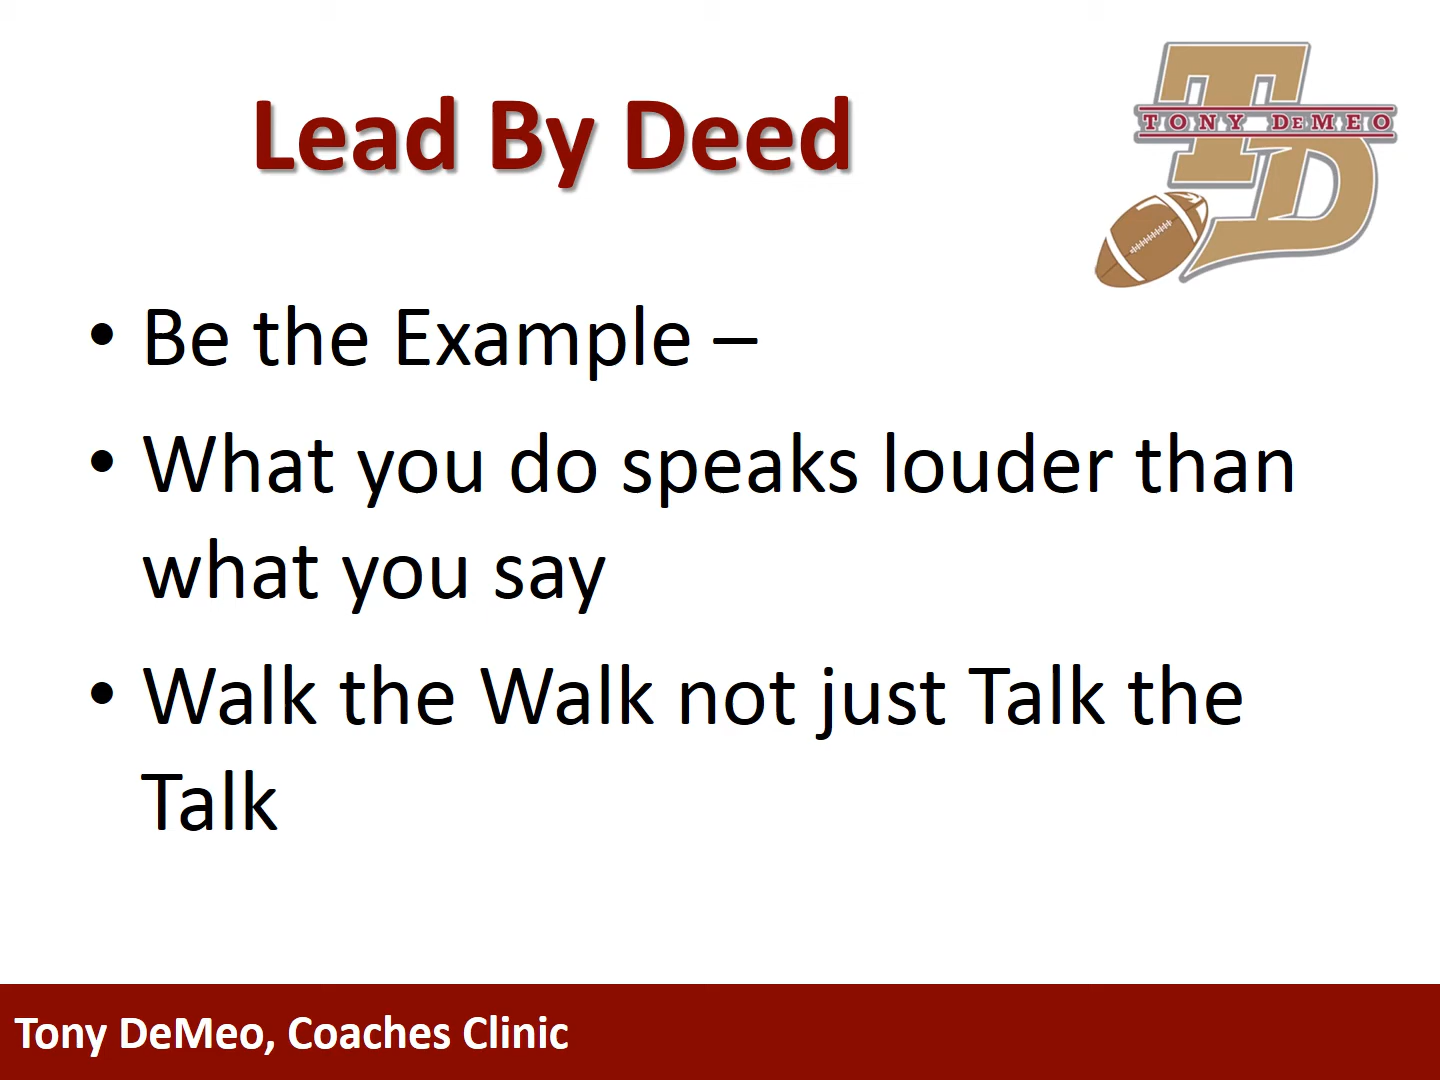 Lead By Deed
TD
TONY DEMEO
• Be the Example –
• What you do speaks louder than
what you say
• Walk the Walk not just Talk the
Talk
Tony DeMeo, Coaches Clinic